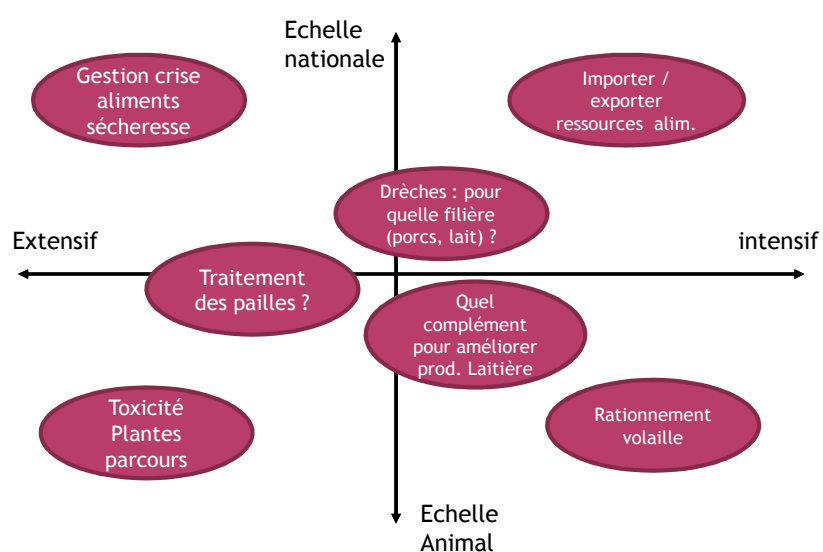 Echelle
nationale
Gestion crise
aliments
sécheresse
Importer /
exporter
ressources alim.
Drèches : pour
quelle filière
(porcs, lait) ?
Extensif
intensif
Traitement
des pailles ?
Quel
complément
pour améliorer
prod. Laitière
Toxicité
Plantes
parcours
Rationnement
volaille
Echelle
Animal